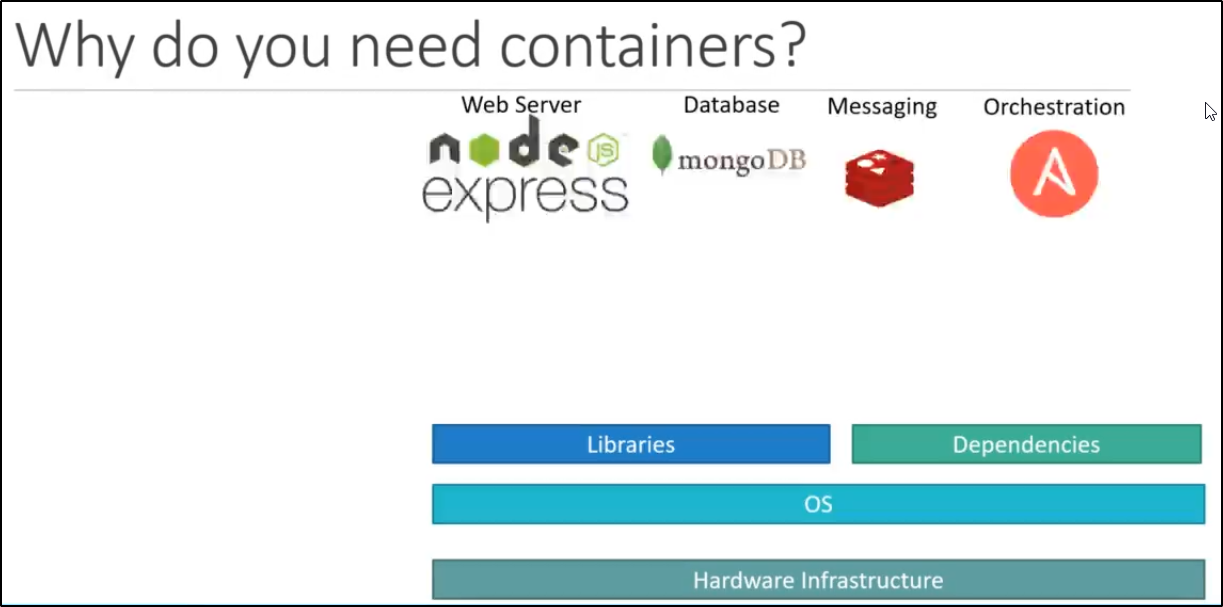 Why do you need containers?
Web Server
Database
Messaging
Orchestration
node JS
express
mongoDB
A
Libraries
Dependencies
OS
Hardware Infrastructure